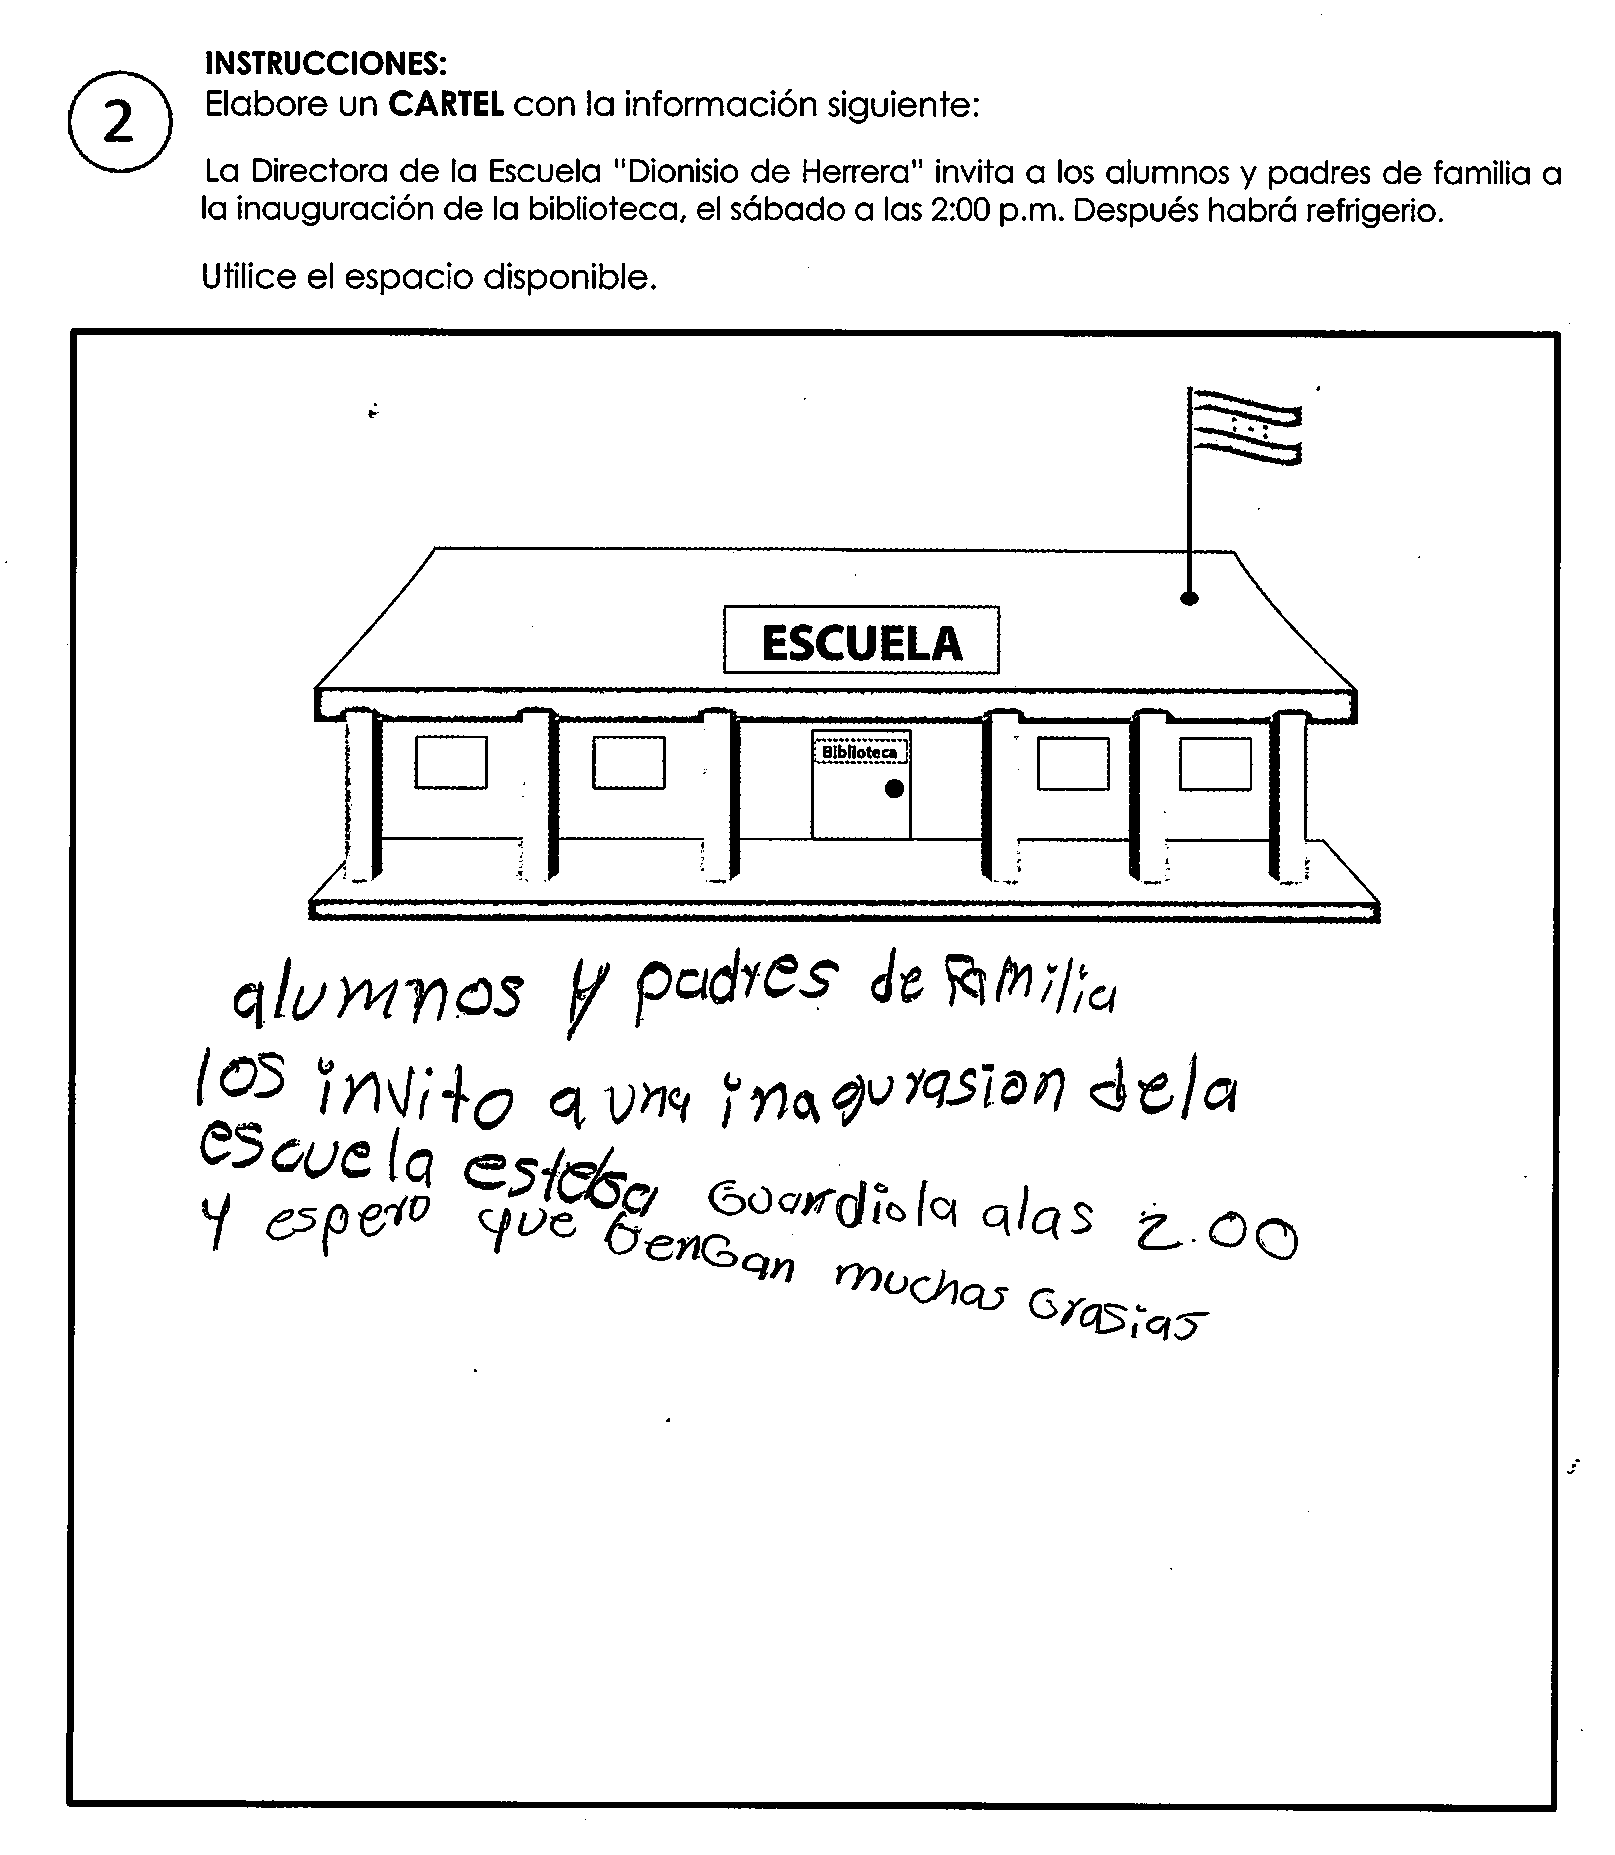 INSTRUCCIONES:
2
Elabore un CARTEL con la información siguiente:
La Directora de la Escuela "Dionisio de Herrera" invita a los alumnos y padres de familia a
la inauguración de la biblioteca, el sábado a las 2:00 p.m. Después habrá refrigerio.
Utilice el espacio disponible.
ESCUELA
Biblioteca
alumnos y padres de Familia
los invito a una inagurasion dela
escuela esteba Guardiola alas 2.00
y espero que bengan muchas Grasias